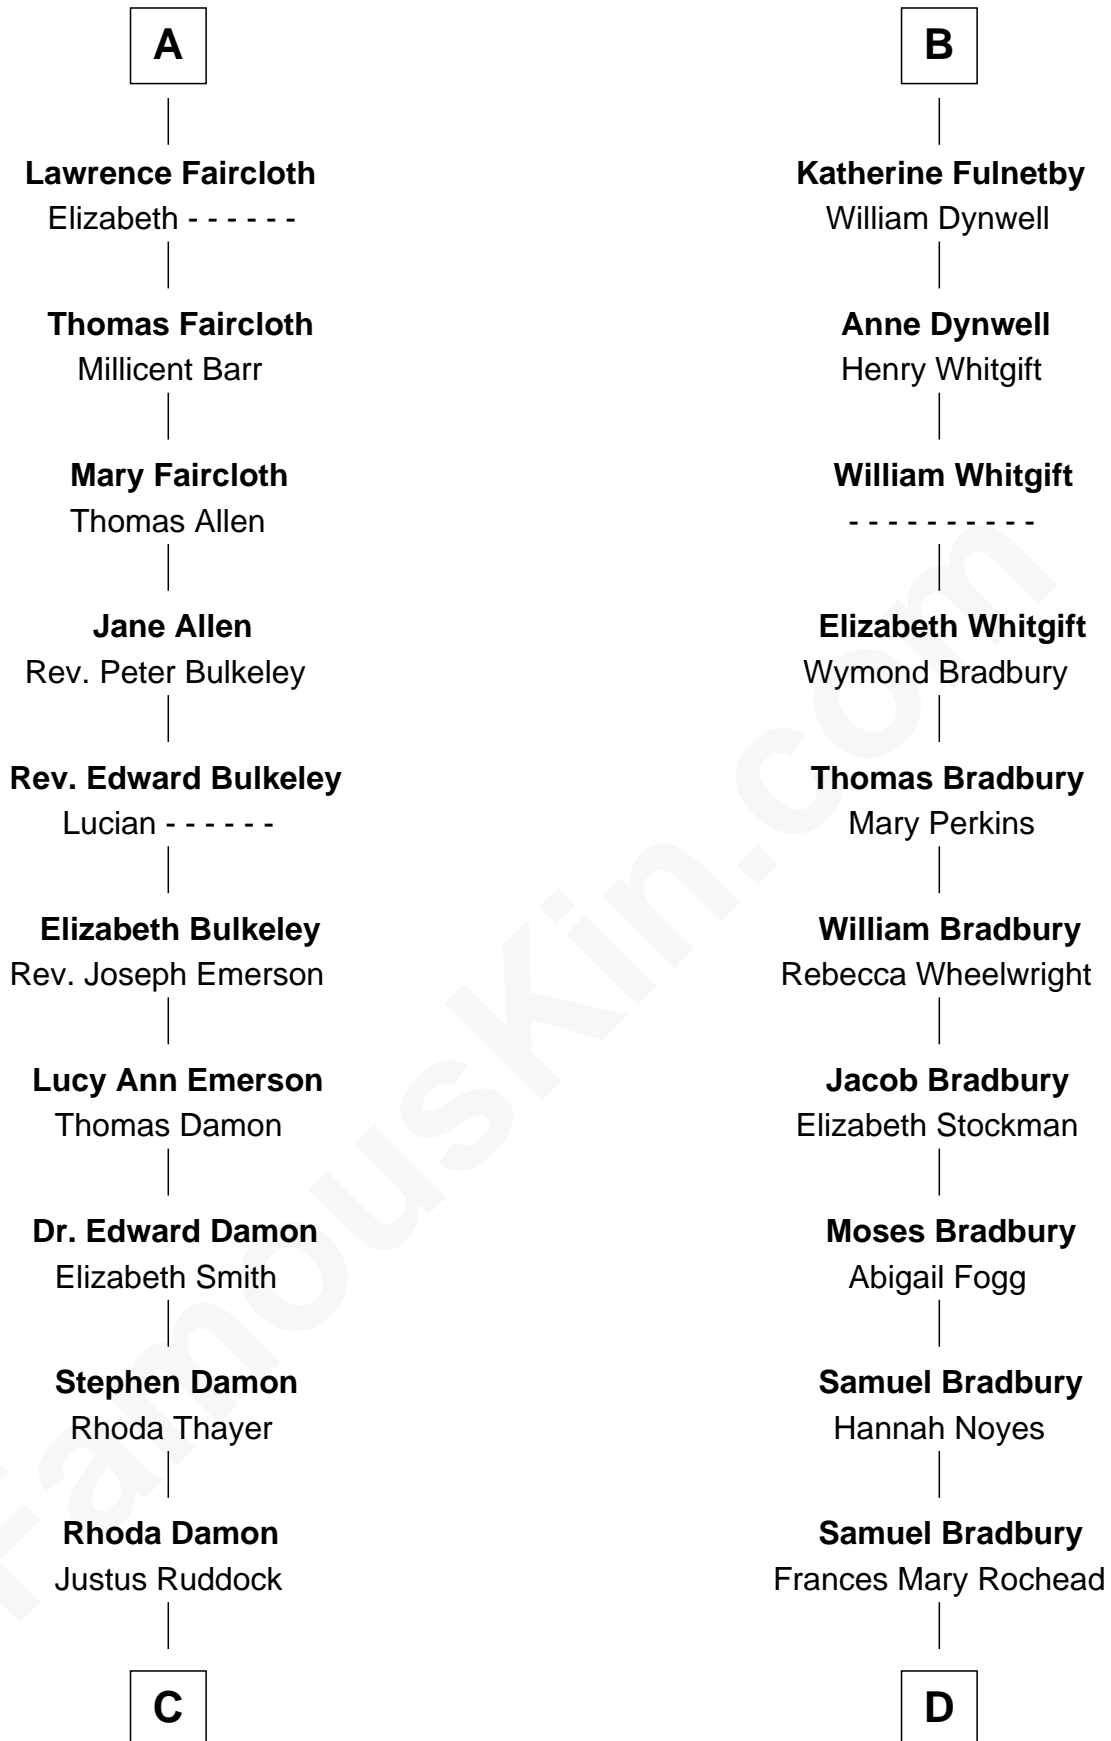 A
Lawrence Faircloth
Elizabeth - - - - - -
Thomas Faircloth
Millicent Barr
Mary Faircloth
Thomas Allen
Jane Allen
Rev. Peter Bulkeley
Rev. Edward Bulkeley
Lucian - - - - - -
Elizabeth Bulkeley
Rev. Joseph Emerson
Lucy Ann Emerson
Thomas Damon
Dr. Edward Damon
Elizabeth Smith
Stephen Damon
Rhoda Thayer
Rhoda Damon
Justus Ruddock
C
B
Katherine Fulnetby
William Dynwell
Anne Dynwell
Henry Whitgift
William Whitgift
- - - - - - - - - -
Elizabeth Whitgift
Wymond Bradbury
Thomas Bradbury
Mary Perkins
William Bradbury
Rebecca Wheelwright
Jacob Bradbury
Elizabeth Stockman
Moses Bradbury
Abigail Fogg
Samuel Bradbury
Hannah Noyes
Samuel Bradbury
Frances Mary Rochead
D
FamousKin.com